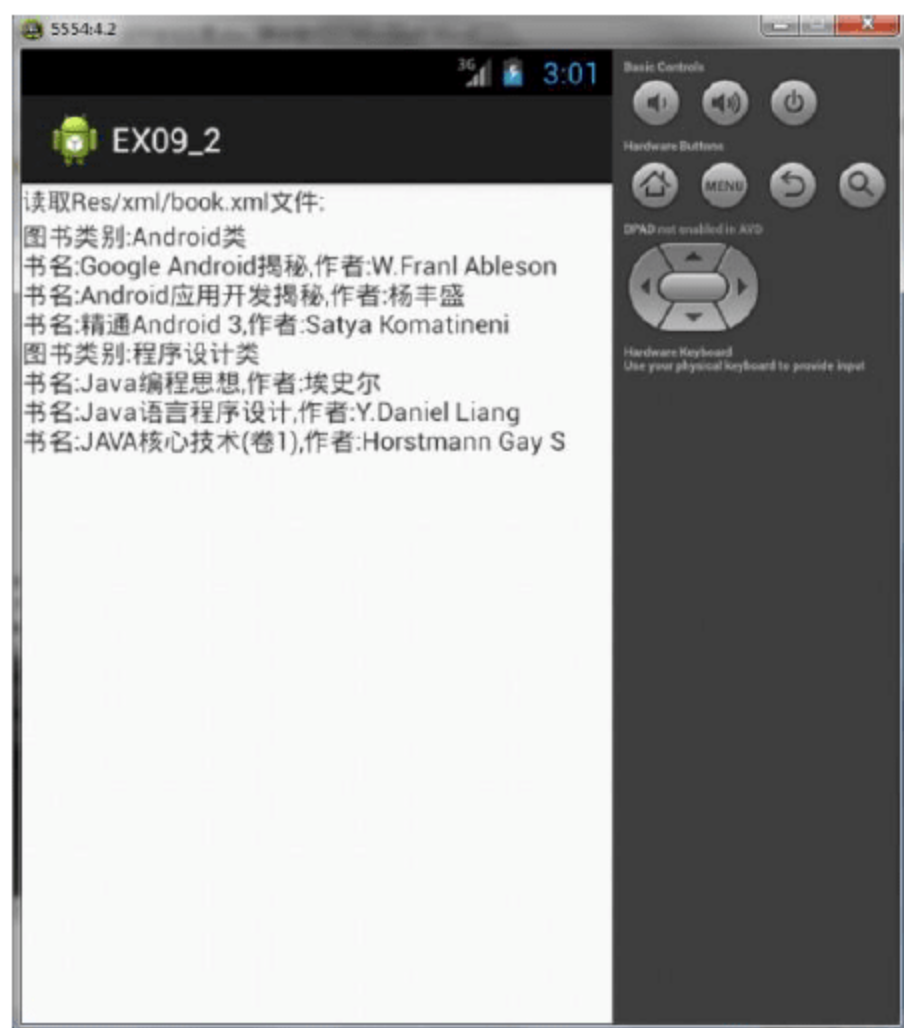 5554:4.2
3G
3:01
EX09_2
读取Res/xml/book.xml文件:
图书类别:Android类
书名:Google Android揭秘,作者:W.Franl Ableson
书名:Android应用开发揭秘,作者:杨丰盛
书名:精通Android 3,作者:Satya Komatineni
图书类别:程序设计类
书名:Java编程思想,作者:埃史尔
书名:Java语言程序设计,作者:Y.Daniel Liang
书名:JAVA核心技术(卷1),作者:Horstmann Gay S
Basic Controls
Hardware Buttons
MENU
DPAD not enabled in AVD
Hardware Keyboard
Use your physical keyboard to provide input